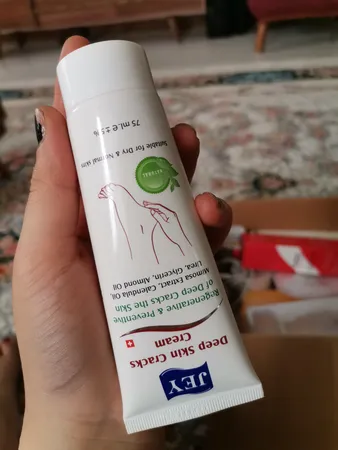 JEY
Deep Skin Cracks
Cream
Regenerative & Preventive
of Deep Cracks the Skin
Mimosa Extract, Calendula Oil,
Urea, Glycerin, Almond Oil
NATURAL
Suitable for Dry & Normal skin
75 mL e ± 5%